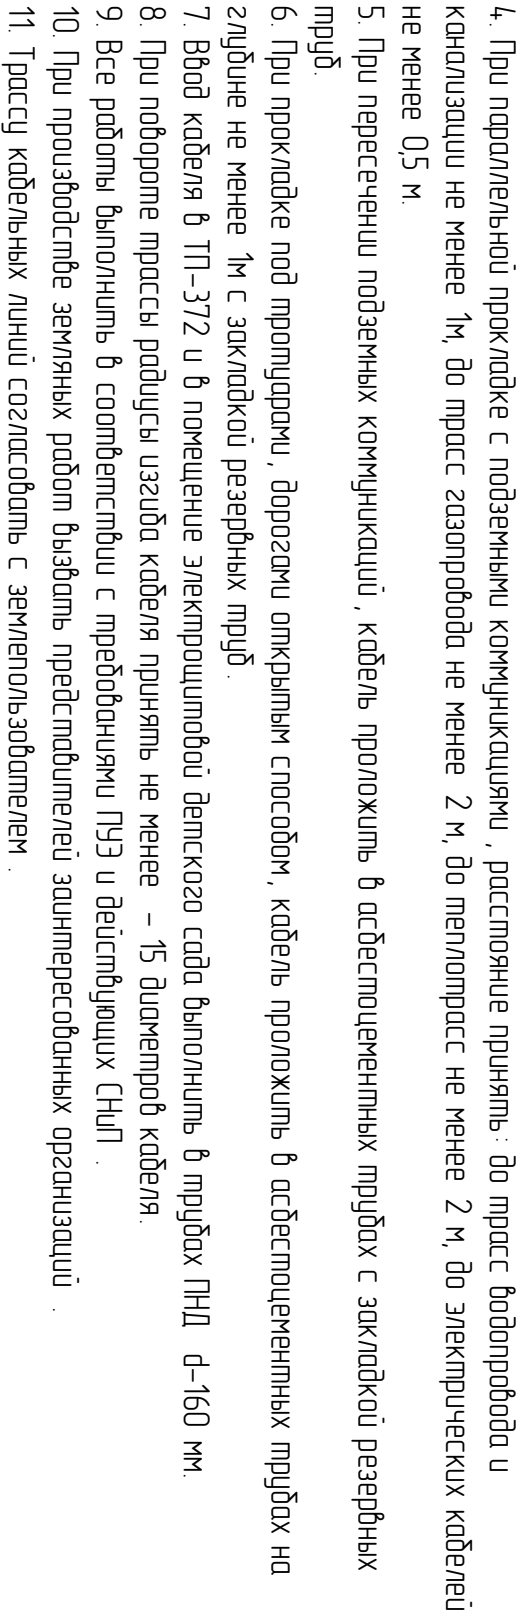 4. При параллельной прокладке с подземными коммуникациями , расстояние принять: до трасс водопровода и
канализации не менее 1м, до трасс газопровода не менее 2 м, до теплотрасс не менее 2 м, до электрических кабелей
не менее 0,5 м.
5. При пересечении подземных коммуникаций , кабель проложить в асбестоцементных трубах с закладкой резервных
труб.
6. При прокладке под тротуарами , дорогами открытым способом , кабель проложить в асбестоцементных трубах на
глубине не менее 1м с закладкой резервных труб .
7. Ввод кабеля в ТП-372 и в помещение электрощитовой детского сада выполнить в трубах ПНД d-160 мм.
8. При повороте трассы радиусы изгиба кабеля принять не менее - 15 диаметров кабеля.
9. Все работы выполнить в соответствии с требованиями ПУЭ и действующих СНиП .
10. При производстве земляных работ вызвать представителей заинтересованных организаций .
11. Трассу кабельных линий согласовать с землепользователем .